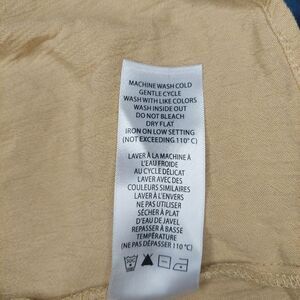 MACHINE WASH COLD
GENTLE CYCLE
WASH WITH LIKE COLORS
WASH INSIDE OUT
DO NOT BLEACH
DRY FLAT
IRON ON LOW SETTING
(NOT EXCEEDING 110°C)
LAVER À LA MACHINE À
L'EAU FROIDE
AU CYCLE DÉLICAT
LAVER AVEC DES
COULEURS SIMILAIRES
LAVER À L'ENVERS
NE PAS UTILISER
SÉCHER À PLAT
D'EAU DE JAVEL
REPASSER À BASSE
TEMPÉRATURE
(NE PAS DÉPASSER 110°C)